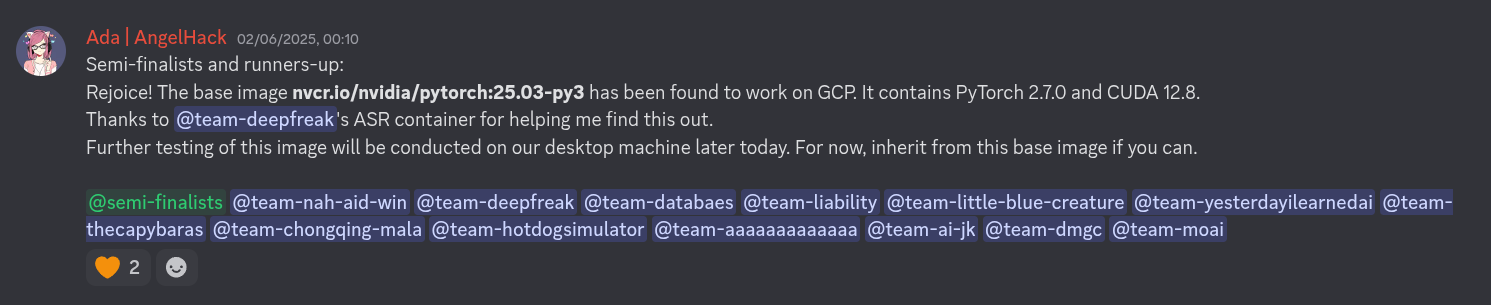 Ada | AngelHack 02/06/2025, 00:10
Semi-finalists and runners-up:
Rejoice! The base image nvcr.io/nvidia/pytorch:25.03-py3 has been found to work on GCP. It contains PyTorch 2.7.0 and CUDA 12.8.
Thanks to @team-deepfreak's ASR container for helping me find this out.
Further testing of this image will be conducted on our desktop machine later today. For now, inherit from this base image if you can.
@semi-finalists @team-nah-aid-win @team-deepfreak @team-databaes @team-liability @team-little-blue-creature @team-yesterdayilearnedai @team-
thecapybaras @team-chongqing-mala @team-hotdogsimulator @team-aaaaaaaaaaaaa @team-ai-jk @team-dmgc @team-moai
2